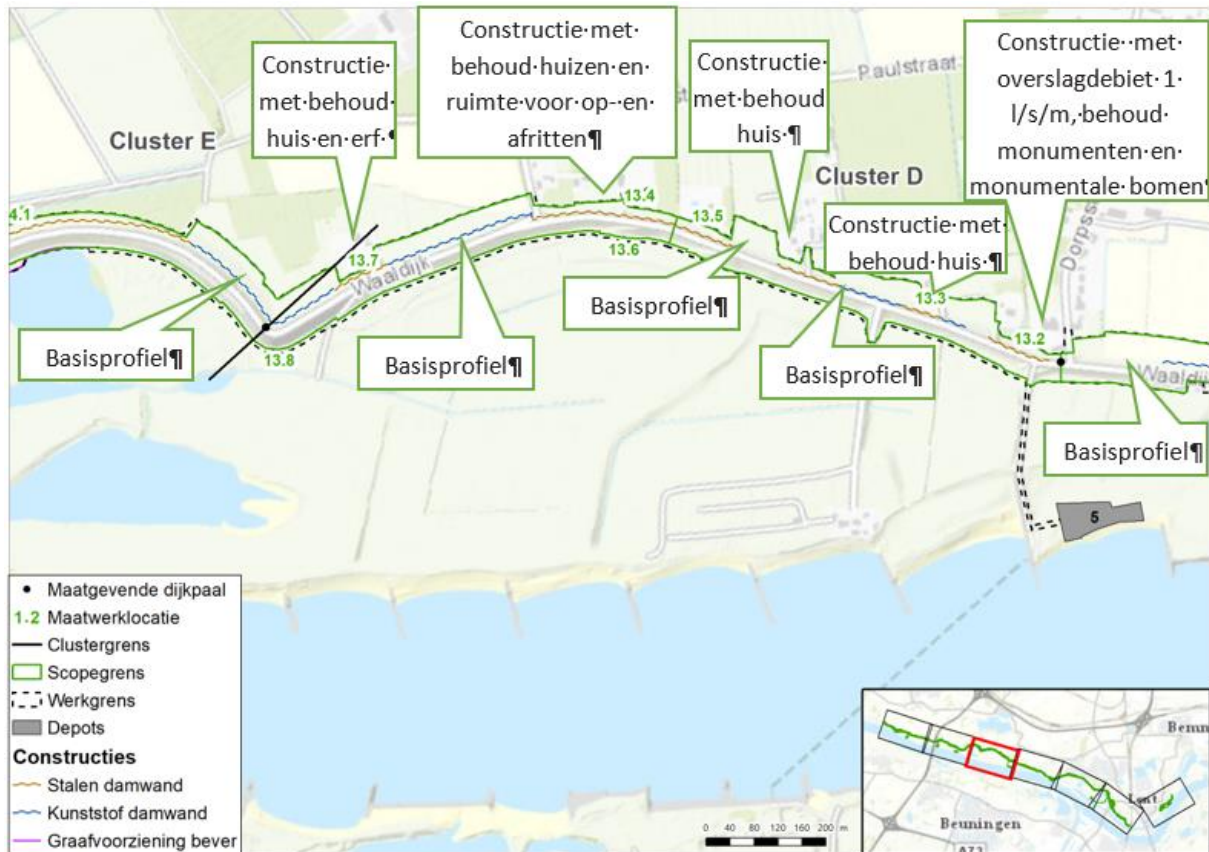 Constructie·
met·behoud·
huis·en·erf·¶
Constructie·met·
behoud·huizen·en·
ruimte·voor·op-·en·
afritten¶
Constructie·
met·behoud
huis·¶
Constructie··met·
overslagdebiet·1·
l/s/m,·behoud·
monumenten·en·
monumentale·bomen¶
Paulstraat
Cluster E
Cluster D
Constructie·met·
behoud·huis·¶
Dorpss
4.1
13.4
13.5
13.6
13.7
13.8
13.3
13.2
Waaldijk
Waaldij
Basisprofiel¶
Basisprofiel¶
Basisprofiel¶
Basisprofiel¶
Basisprofiel¶
5
Maatgevende dijkpaal
1.2 Maatwerklocatie
Clustergrens
Scopegrens
Werkgrens
Depots
Constructies
Stalen damwand
Kunststof damwand
Graafvoorziening bever
0 40 80 120 160 200 m
Bemm
Lent
Beuningen
A73